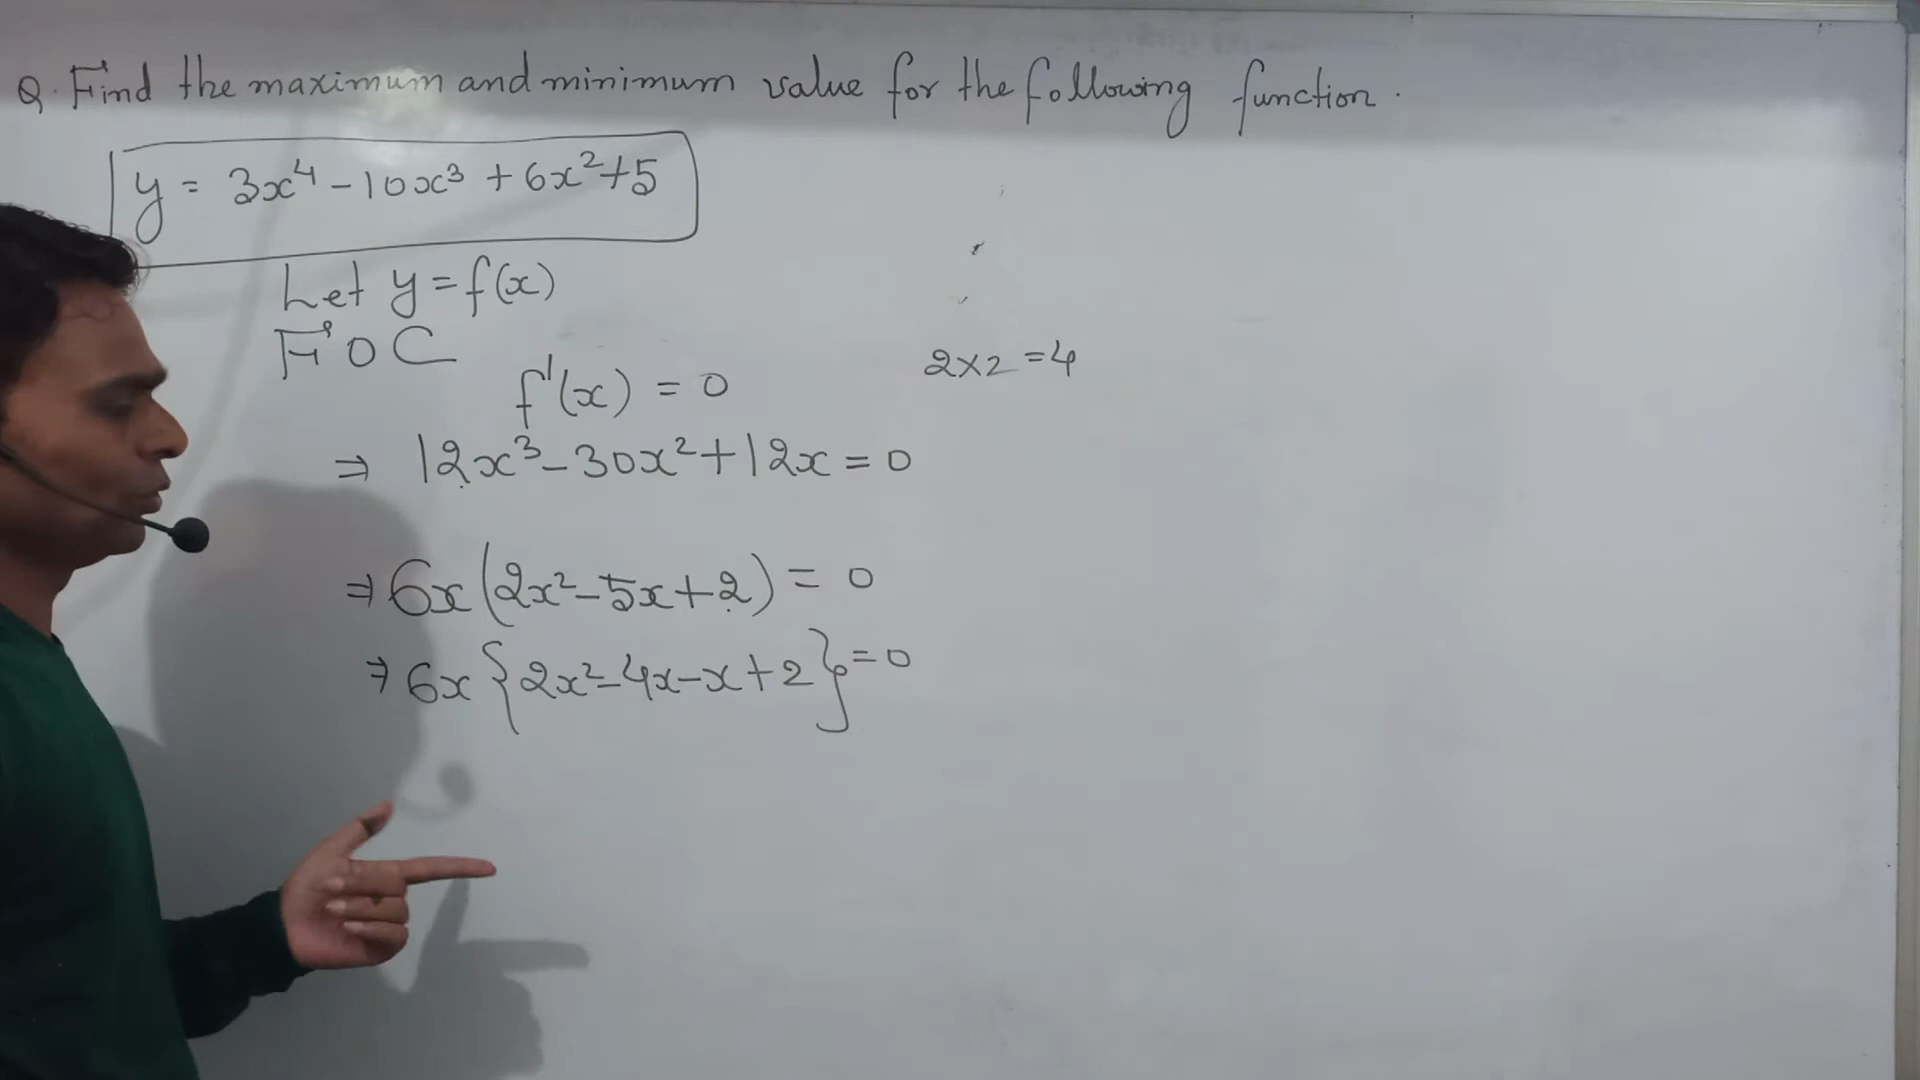 Q. Find the maximum and minimum value for the following function.
y = 3x⁴ - 10x³ + 6x² + 5
Let y = f(x)
F.O C
f'(x) = 0
2×2 = 4
⇒ 12x³ - 30x² + 12x = 0
⇒ 6x(2x² - 5x + 2) = 0
⇒ 6x{2x² - 4x - x + 2} = 0